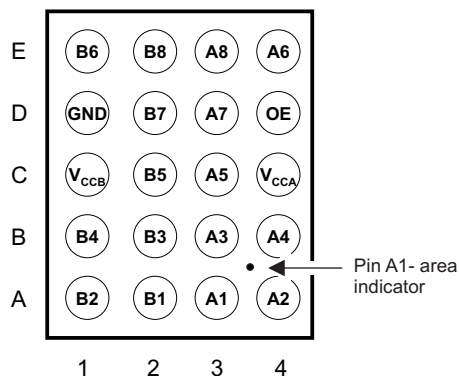 E B6 B8 A8 A6
D GND B7 A7 OE
C VCCB B5 A5 VCCA
B B4 B3 A3 A4
Pin A1- area
indicator
A B2 B1 A1 A2
1 2 3 4